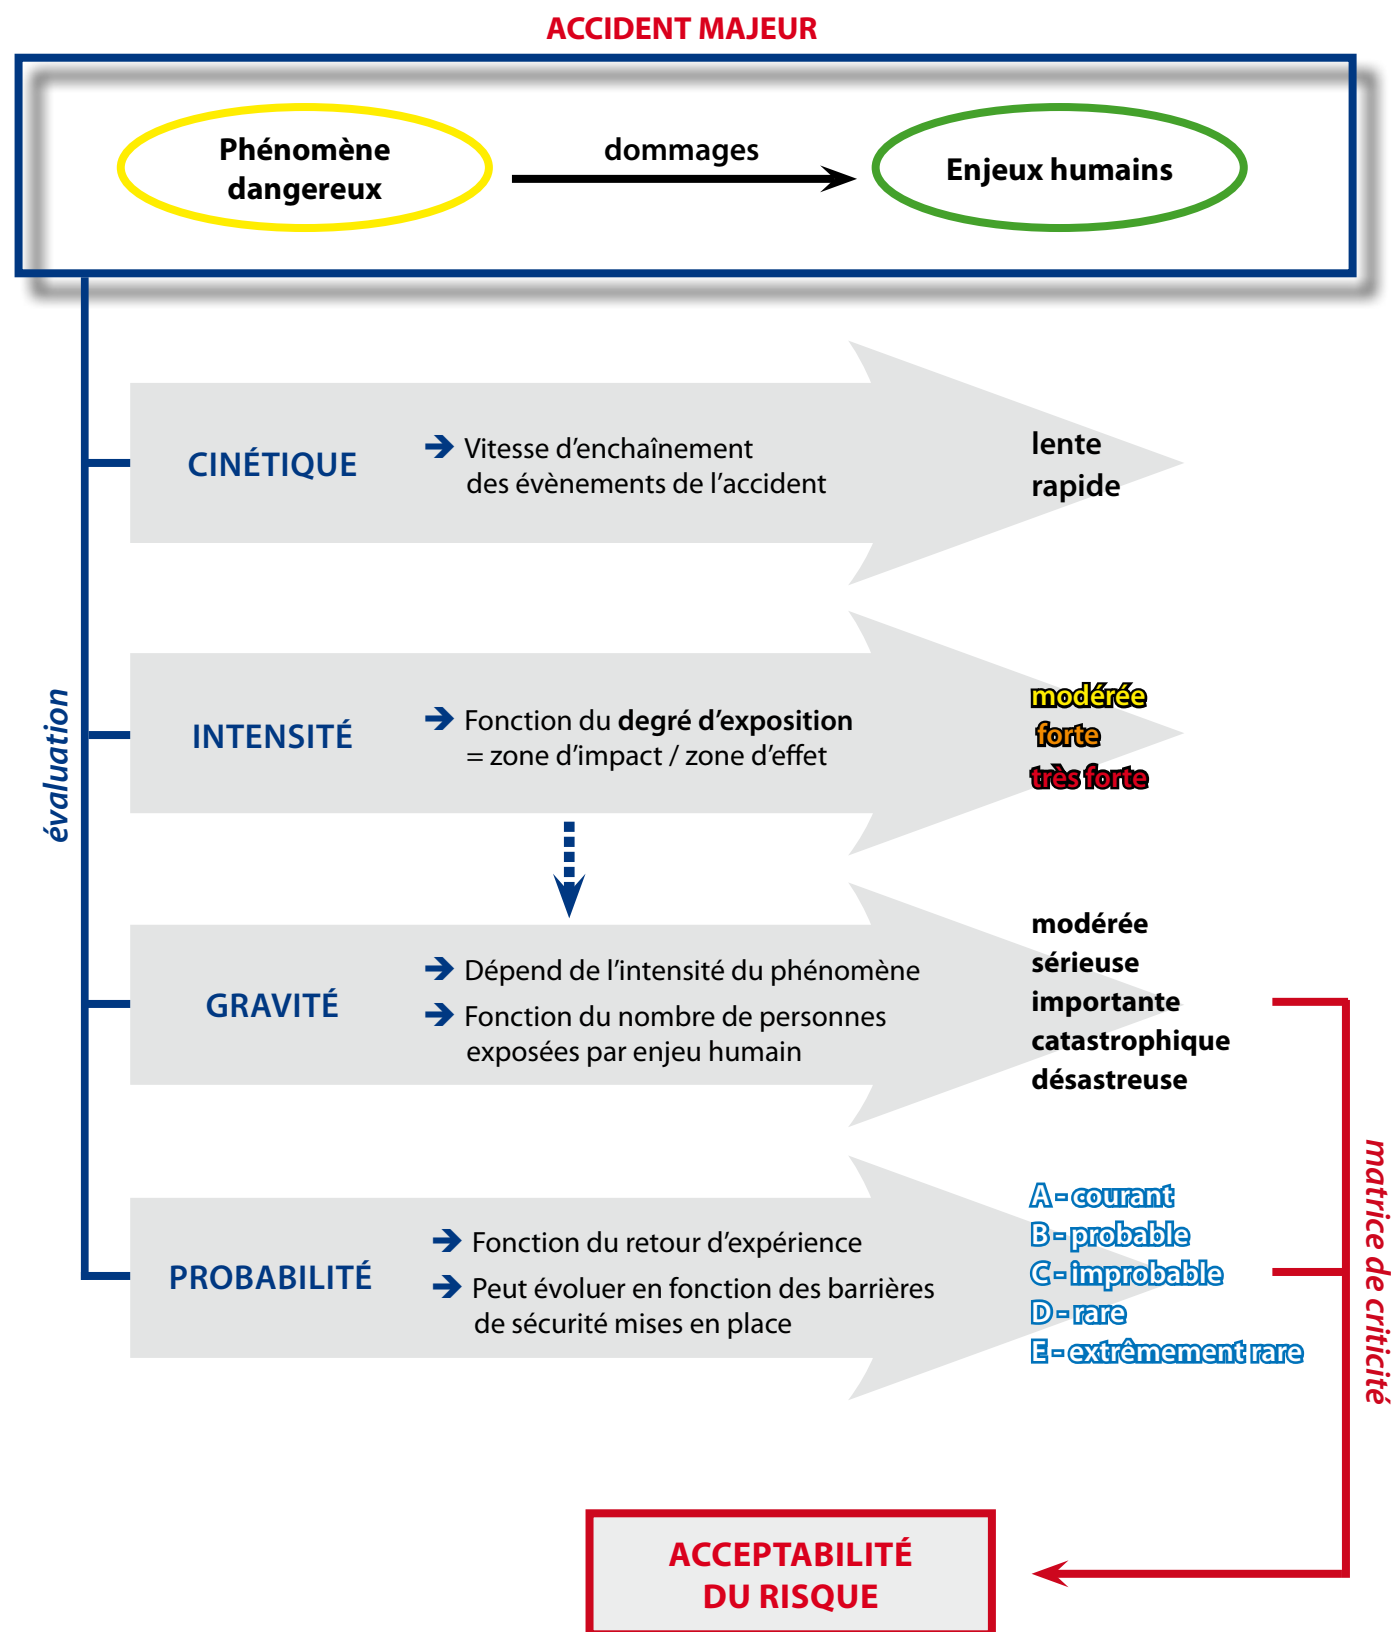 ACCIDENT MAJEUR
Phénomène
dangereux
dommages
Enjeux humains
évaluation
CINÉTIQUE
Vitesse d’enchaînement
des évènements de l’accident
lente
rapide
INTENSITÉ
Fonction du degré d’exposition
= zone d’impact / zone d’effet
modérée
forte
très forte
GRAVITÉ
Dépend de l’intensité du phénomène
Fonction du nombre de personnes
exposées par enjeu humain
modérée
sérieuse
importante
catastrophique
désastreuse
PROBABILITÉ
Fonction du retour d’expérience
Peut évoluer en fonction des barrières
de sécurité mises en place
A - courant
B - probable
C - improbable
D - rare
E - extrêmement rare
matrice de criticité
ACCEPTABILITÉ
DU RISQUE